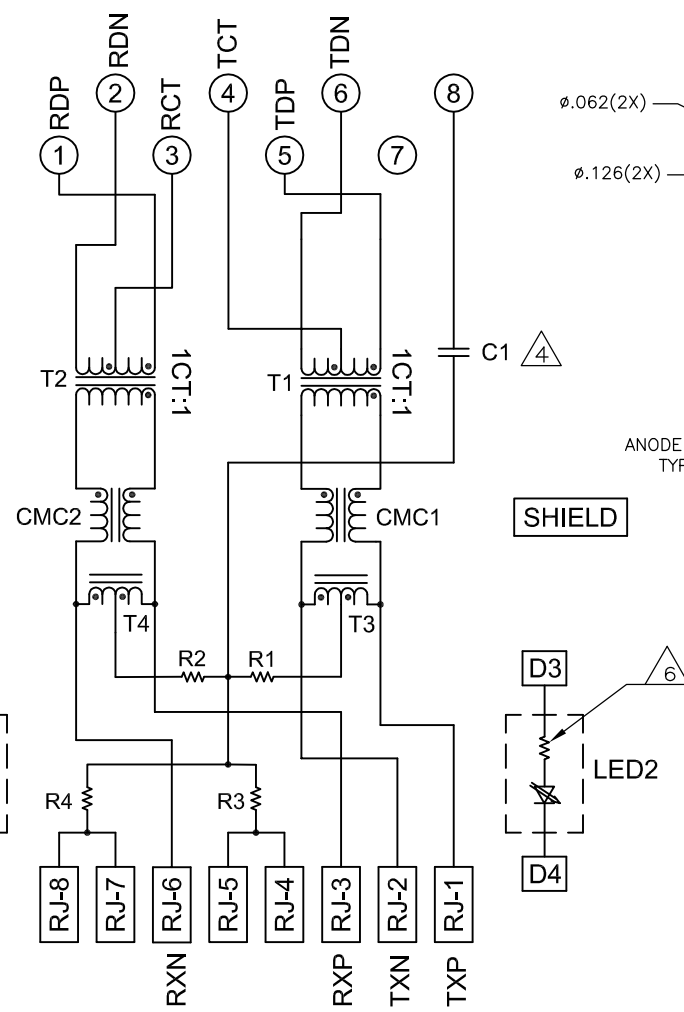 RDN
TCT
TDN
2
4
6
8
RDP
RCT
TDP
1
3
5
7
ø.062(2X)
ø.126(2X)
T2
1CT:1
T1
1CT:1
C1
4
ANODE
TYP
CMC2
CMC1
SHIELD
T4
T3
R2
R1
D3
6
LED2
R4
R3
D4
RJ-8
RJ-7
RJ-6
RJ-5
RJ-4
RJ-3
RJ-2
RJ-1
RXN
RXP
TXN
TXP